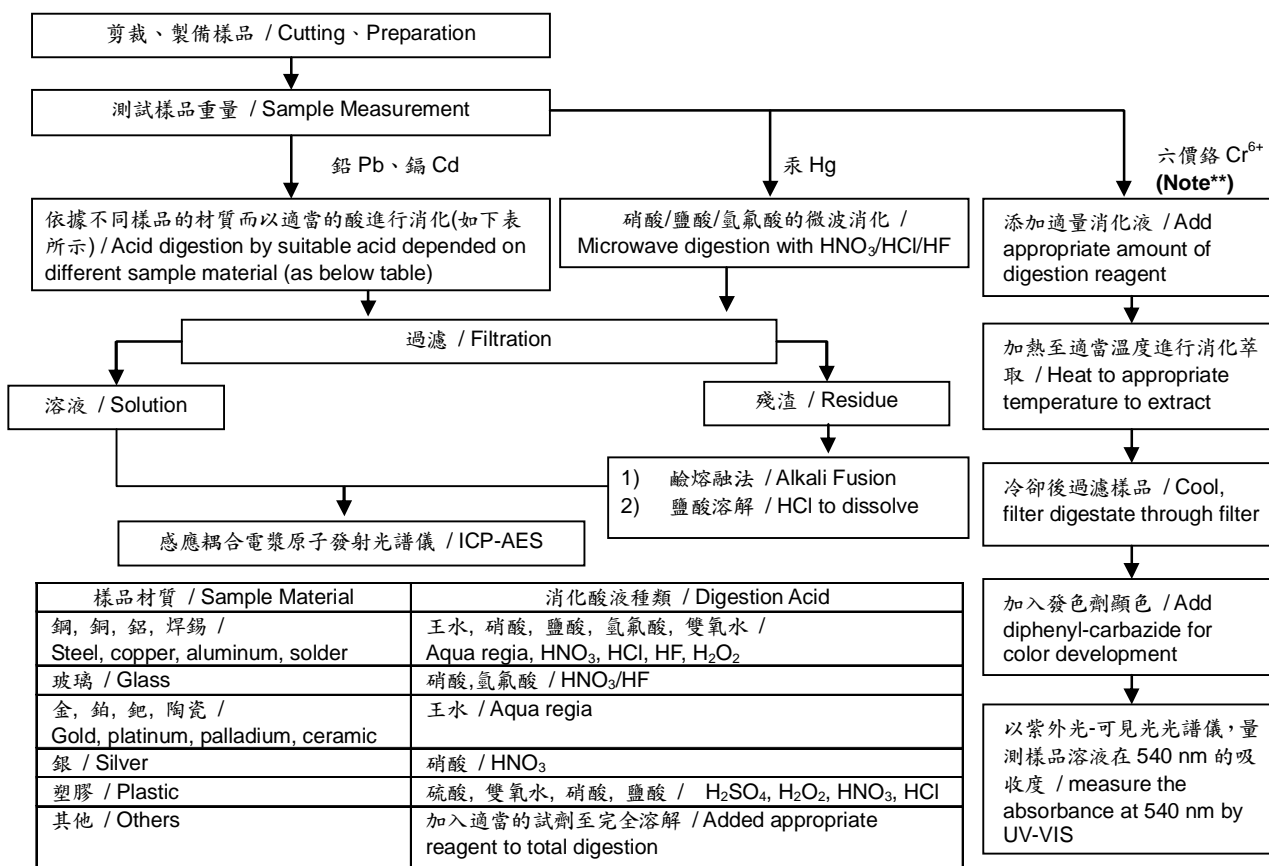 剪裁、製備樣品 / Cutting、Preparation
測試樣品重量 / Sample Measurement
鉛 Pb、鎘 Cd
汞 Hg
六價鉻 Cr⁶⁺
(Note**)
依據不同樣品的材質而以適當的酸進行消化(如下表
所示) / Acid digestion by suitable acid depended on
different sample material (as below table)
硝酸/鹽酸/氫氟酸的微波消化 /
Microwave digestion with HNO₃/HCl/HF
添加適量消化液 / Add
appropriate amount of
digestion reagent
過濾 / Filtration
加熱至適當溫度進行消化萃
取 / Heat to appropriate
temperature to extract
溶液 / Solution
殘渣 / Residue
1) 鹼熔融法 / Alkali Fusion
2) 鹽酸溶解 / HCl to dissolve
冷卻後過濾樣品 / Cool,
filter digestate through filter
感應耦合電漿原子發射光譜儀 / ICP-AES
加入發色劑顯色 / Add
diphenyl-carbazide for
color development
以紫外光-可見光光譜儀，量
測樣品溶液在 540 nm 的吸
收度 / measure the
absorbance at 540 nm by
UV-VIS
樣品材質 / Sample Material 消化酸液種類 / Digestion Acid
鋼, 銅, 鋁, 焊錫 / 王水, 硝酸, 鹽酸, 氫氟酸, 雙氧水 /
Steel, copper, aluminum, solder Aqua regia, HNO₃, HCl, HF, H₂O₂
玻璃 / Glass 硝酸,氫氟酸 / HNO₃/HF
金, 鉑, 鈀, 陶瓷 / 王水 / Aqua regia
Gold, platinum, palladium, ceramic
銀 / Silver 硝酸 / HNO₃
塑膠 / Plastic 硫酸, 雙氧水, 硝酸, 鹽酸 / H₂SO₄, H₂O₂, HNO₃, HCl
其他 / Others 加入適當的試劑至完全溶解 / Added appropriate
reagent to total digestion